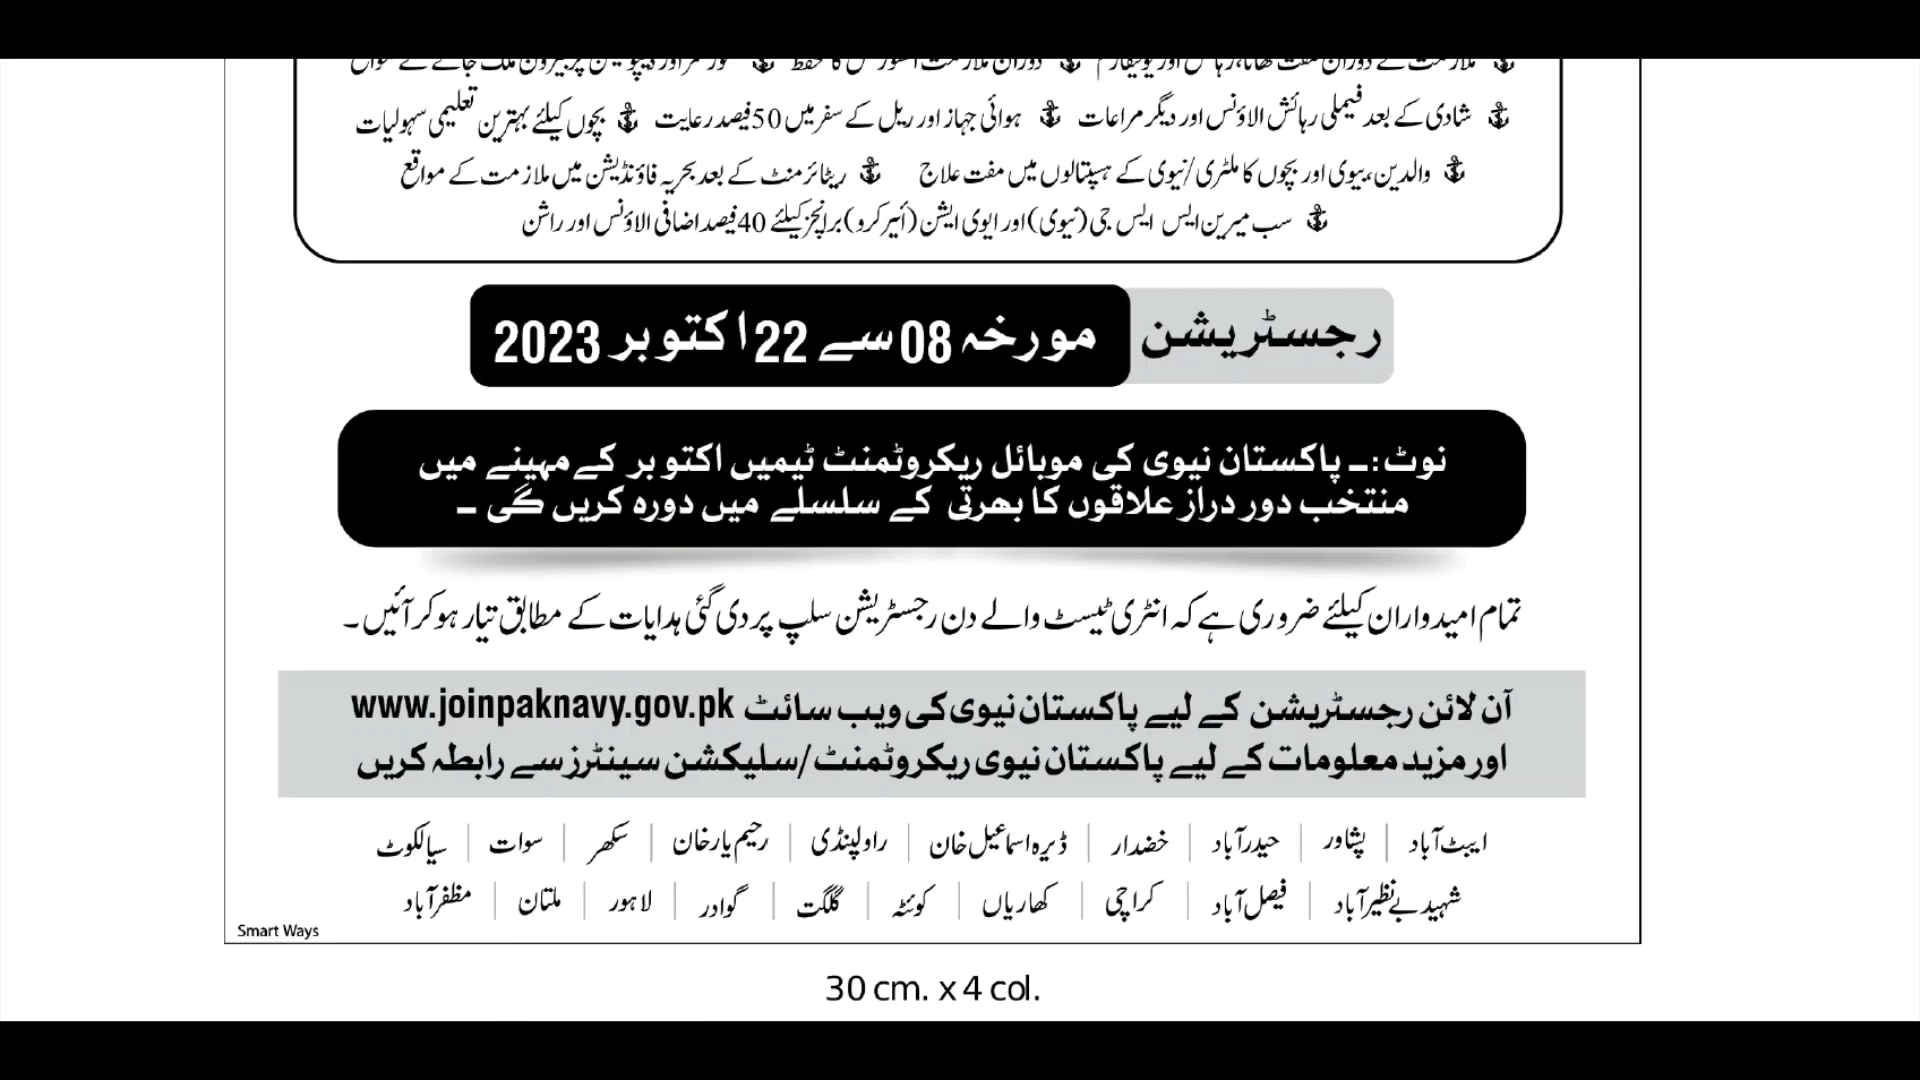 شادی کے بعد فیملی رہائش الاؤنس اور دیگر مراعات ہوائی جہاز اور ریل کے سفر میں 50 فیصد رعایت بچوں کیلئے بہترین تعلیمی سہولیات
والدین، بیوی اور بچوں کا ملٹری/نیوی کے ہسپتالوں میں مفت علاج ریٹائرمنٹ کے بعد بحریہ فاؤنڈیشن میں ملازمت کے مواقع
سب میرین ایس ایس جی (نیوی) اور ایوی ایشن (ائیر کرو) برانچز کیلئے 40 فیصد اضافی الاؤنس اور راشن
رجسٹریشن مورخہ 08 سے 22 اکتوبر 2023
نوٹ:۔ پاکستان نیوی کی موبائل ریکروٹمنٹ ٹیمیں اکتوبر کے مہینے میں
منتخب دور دراز علاقوں کا بھرتی کے سلسلے میں دورہ کریں گی ۔
تمام امیدواران کیلئے ضروری ہے کہ انٹری ٹیسٹ والے دن رجسٹریشن سلپ پر دی گئی ہدایات کے مطابق تیار ہو کر آئیں۔
آن لائن رجسٹریشن کے لیے پاکستان نیوی کی ویب سائٹ www.joinpaknavy.gov.pk
اور مزید معلومات کے لیے پاکستان نیوی ریکروٹمنٹ/سلیکشن سینٹرز سے رابطہ کریں
ایبٹ آباد | پشاور | حیدرآباد | خضدار | ڈیرہ اسماعیل خان | راولپنڈی | رحیم یار خان | سکھر | سوات | سیالکوٹ
شہید بے نظیر آباد | فیصل آباد | کراچی | کھاریاں | کوئٹہ | گلگت | گوادر | لاہور | ملتان | مظفرآباد
Smart Ways
30 cm. x 4 col.